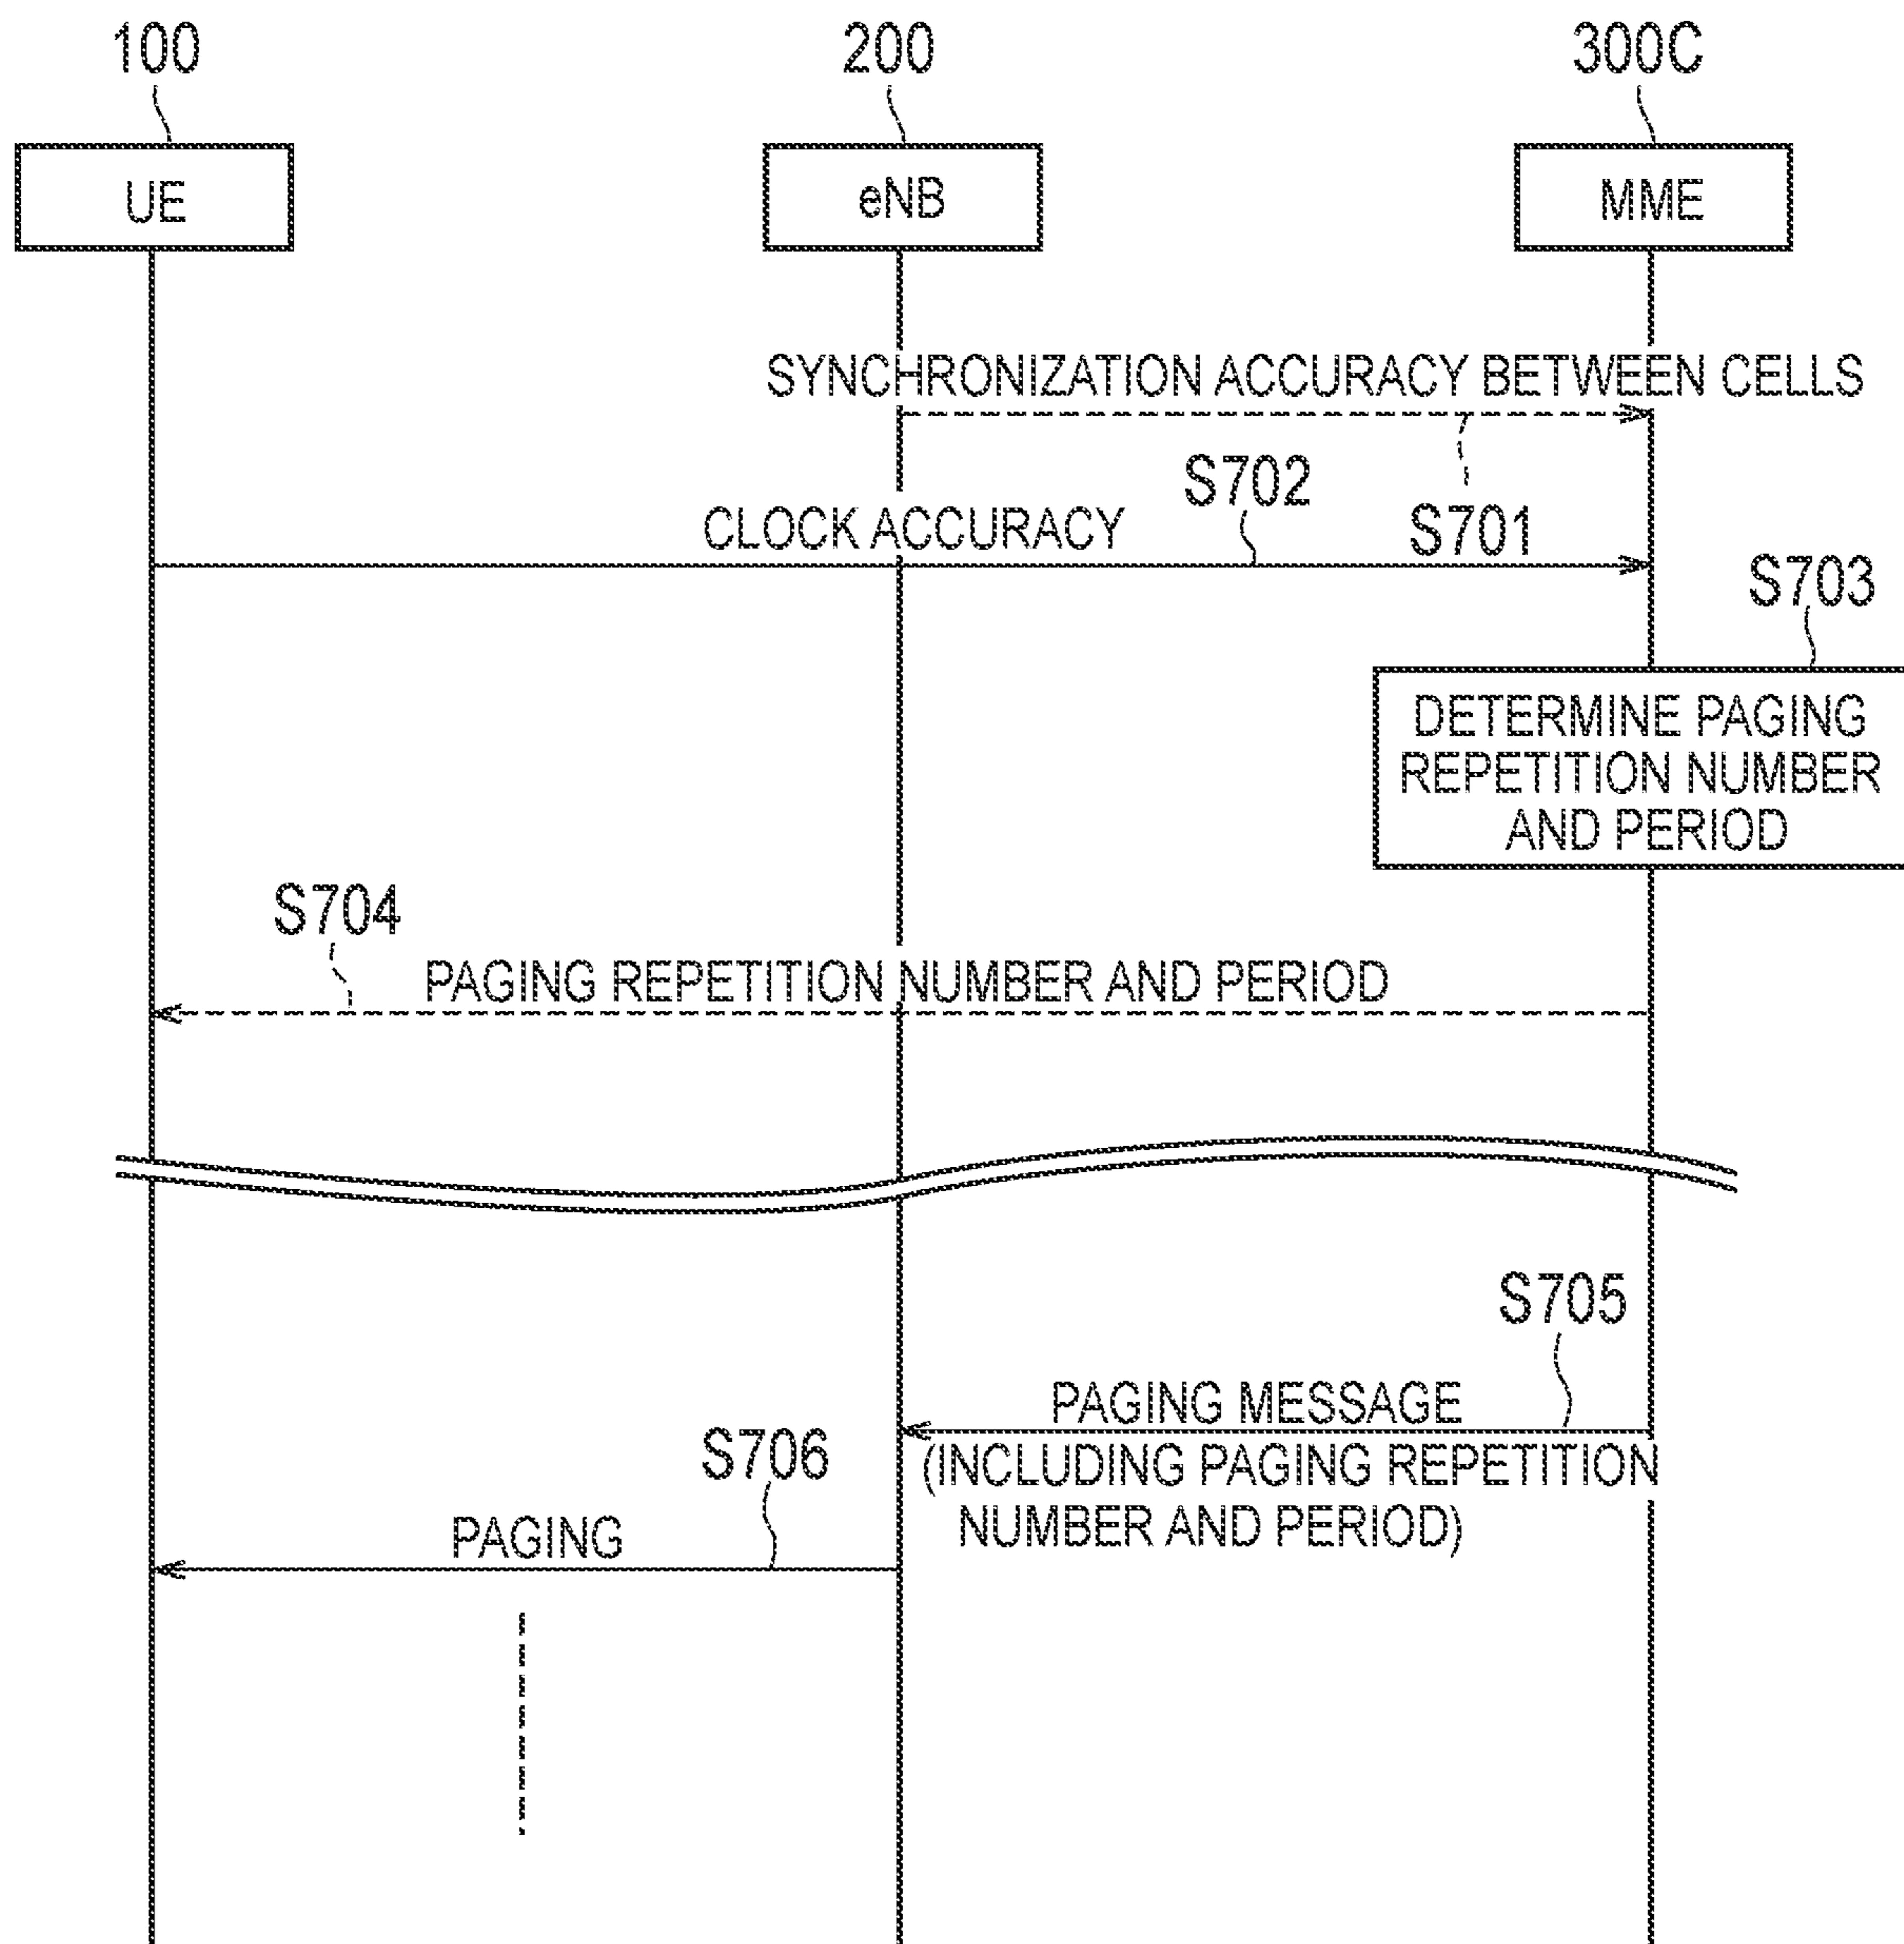 100
200
300C
UE
eNB
MME
SYNCHRONIZATION ACCURACY BETWEEN CELLS
S701
S702
CLOCK ACCURACY
S703
DETERMINE PAGING
REPETITION NUMBER
AND PERIOD
S704
PAGING REPETITION NUMBER AND PERIOD
S705
PAGING MESSAGE
(INCLUDING PAGING REPETITION
NUMBER AND PERIOD)
S706
PAGING